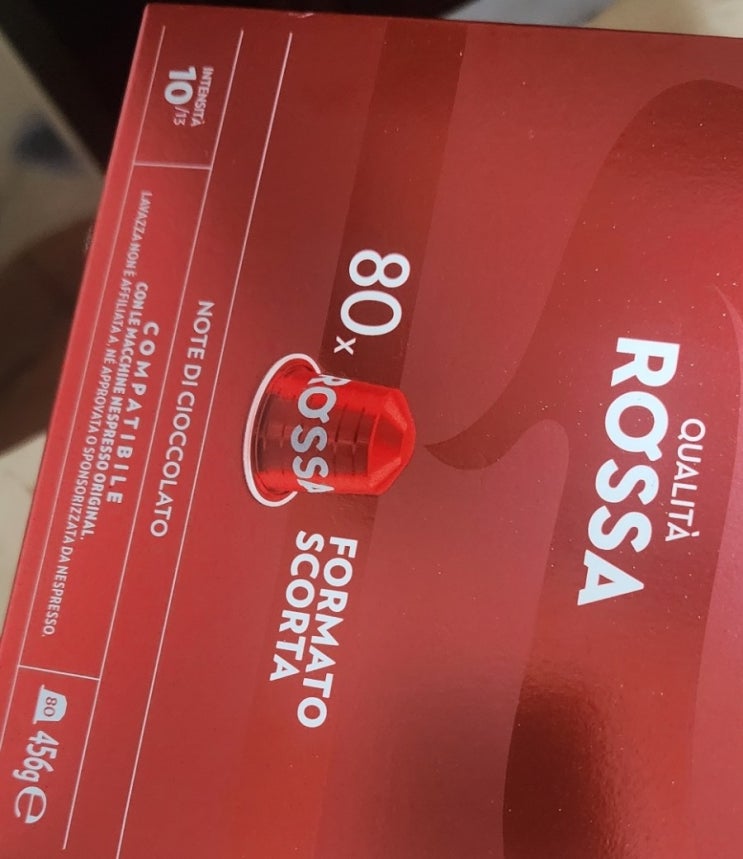 QUALITÀ
ROSSA
80x
ROSSA
FORMATO
SCORTA
NOTE DI CIOCCOLATO
INTENSITÀ
10/13
COMPATIBILE
CON LE MACCHINE NESPRESSO ORIGINAL.
LAVAZZA NON È AFFILIATA A, NÉ APPROVATA O SPONSORIZZATA DA NESPRESSO.
80 456g ℮